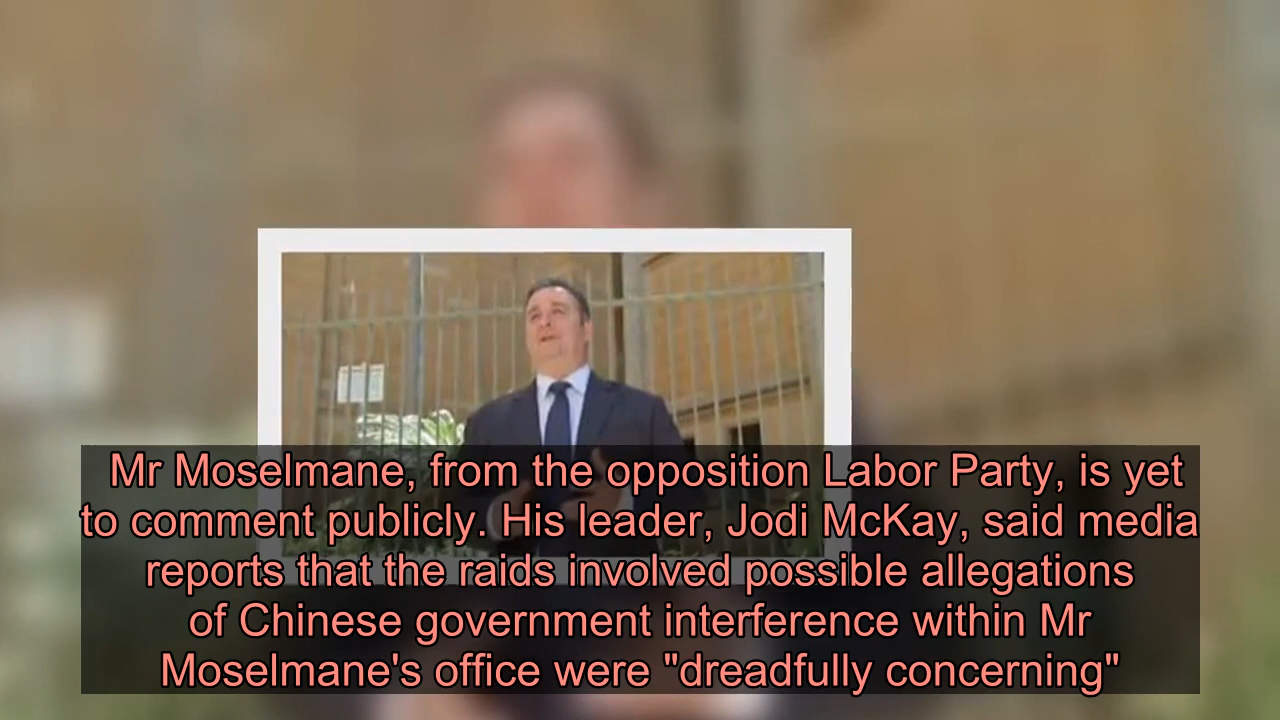 Mr Moselmane, from the opposition Labor Party, is yet
to comment publicly. His leader, Jodi McKay, said media
reports that the raids involved possible allegations
of Chinese government interference within Mr
Moselmane's office were "dreadfully concerning"